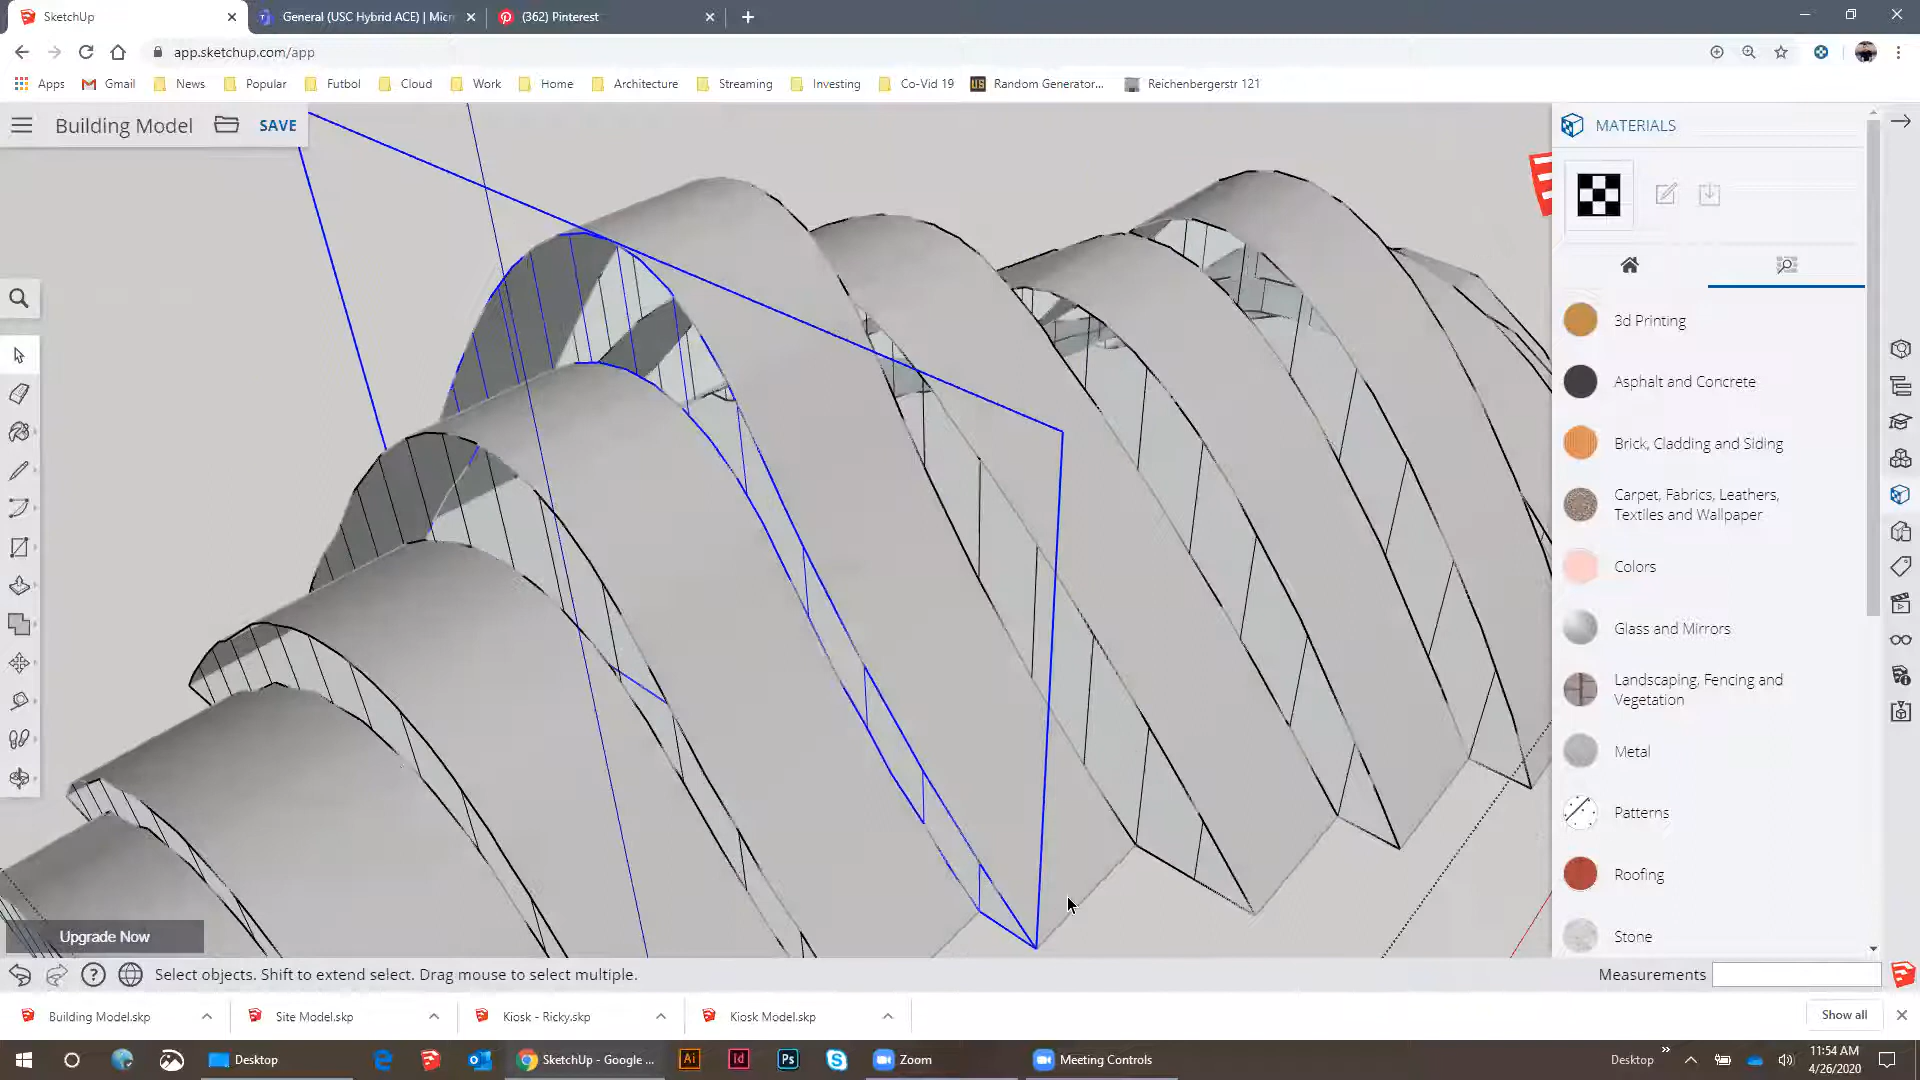 SketchUp
General (USC Hybrid ACE) | Micr
(362) Pinterest
app.sketchup.com/app
Apps
Gmail
News
Popular
Futbol
Cloud
Work
Home
Architecture
Streaming
Investing
Co-Vid 19
US
Random Generator...
Reichenbergerstr 121
Building Model
SAVE
MATERIALS
3d Printing
Asphalt and Concrete
Brick, Cladding and Siding
Carpet, Fabrics, Leathers,
Textiles and Wallpaper
Colors
Glass and Mirrors
Landscaping, Fencing and
Vegetation
Metal
Patterns
Roofing
Stone
Upgrade Now
Select objects. Shift to extend select. Drag mouse to select multiple.
Measurements
Building Model.skp
Site Model.skp
Kiosk - Ricky.skp
Kiosk Model.skp
Show all
Desktop
SketchUp - Google ...
Ai
Id
Ps
Zoom
Meeting Controls
Desktop
11:54 AM
4/26/2020